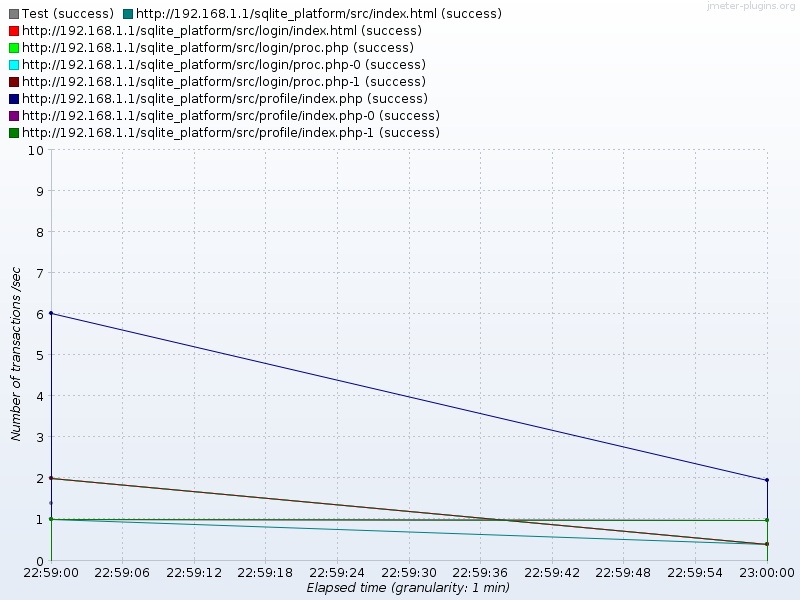 jmeter-plugins.org
Test (success) http://192.168.1.1/sqlite_platform/src/index.html (success)
http://192.168.1.1/sqlite_platform/src/login/index.html (success)
http://192.168.1.1/sqlite_platform/src/login/proc.php (success)
http://192.168.1.1/sqlite_platform/src/login/proc.php-0 (success)
http://192.168.1.1/sqlite_platform/src/login/proc.php-1 (success)
http://192.168.1.1/sqlite_platform/src/profile/index.php (success)
http://192.168.1.1/sqlite_platform/src/profile/index.php-0 (success)
http://192.168.1.1/sqlite_platform/src/profile/index.php-1 (success)
10
9
8
7
6
5
4
3
2
1
0
Number of transactions /sec
22:59:00 22:59:06 22:59:12 22:59:18 22:59:24 22:59:30 22:59:36 22:59:42 22:59:48 22:59:54 23:00:00
Elapsed time (granularity: 1 min)